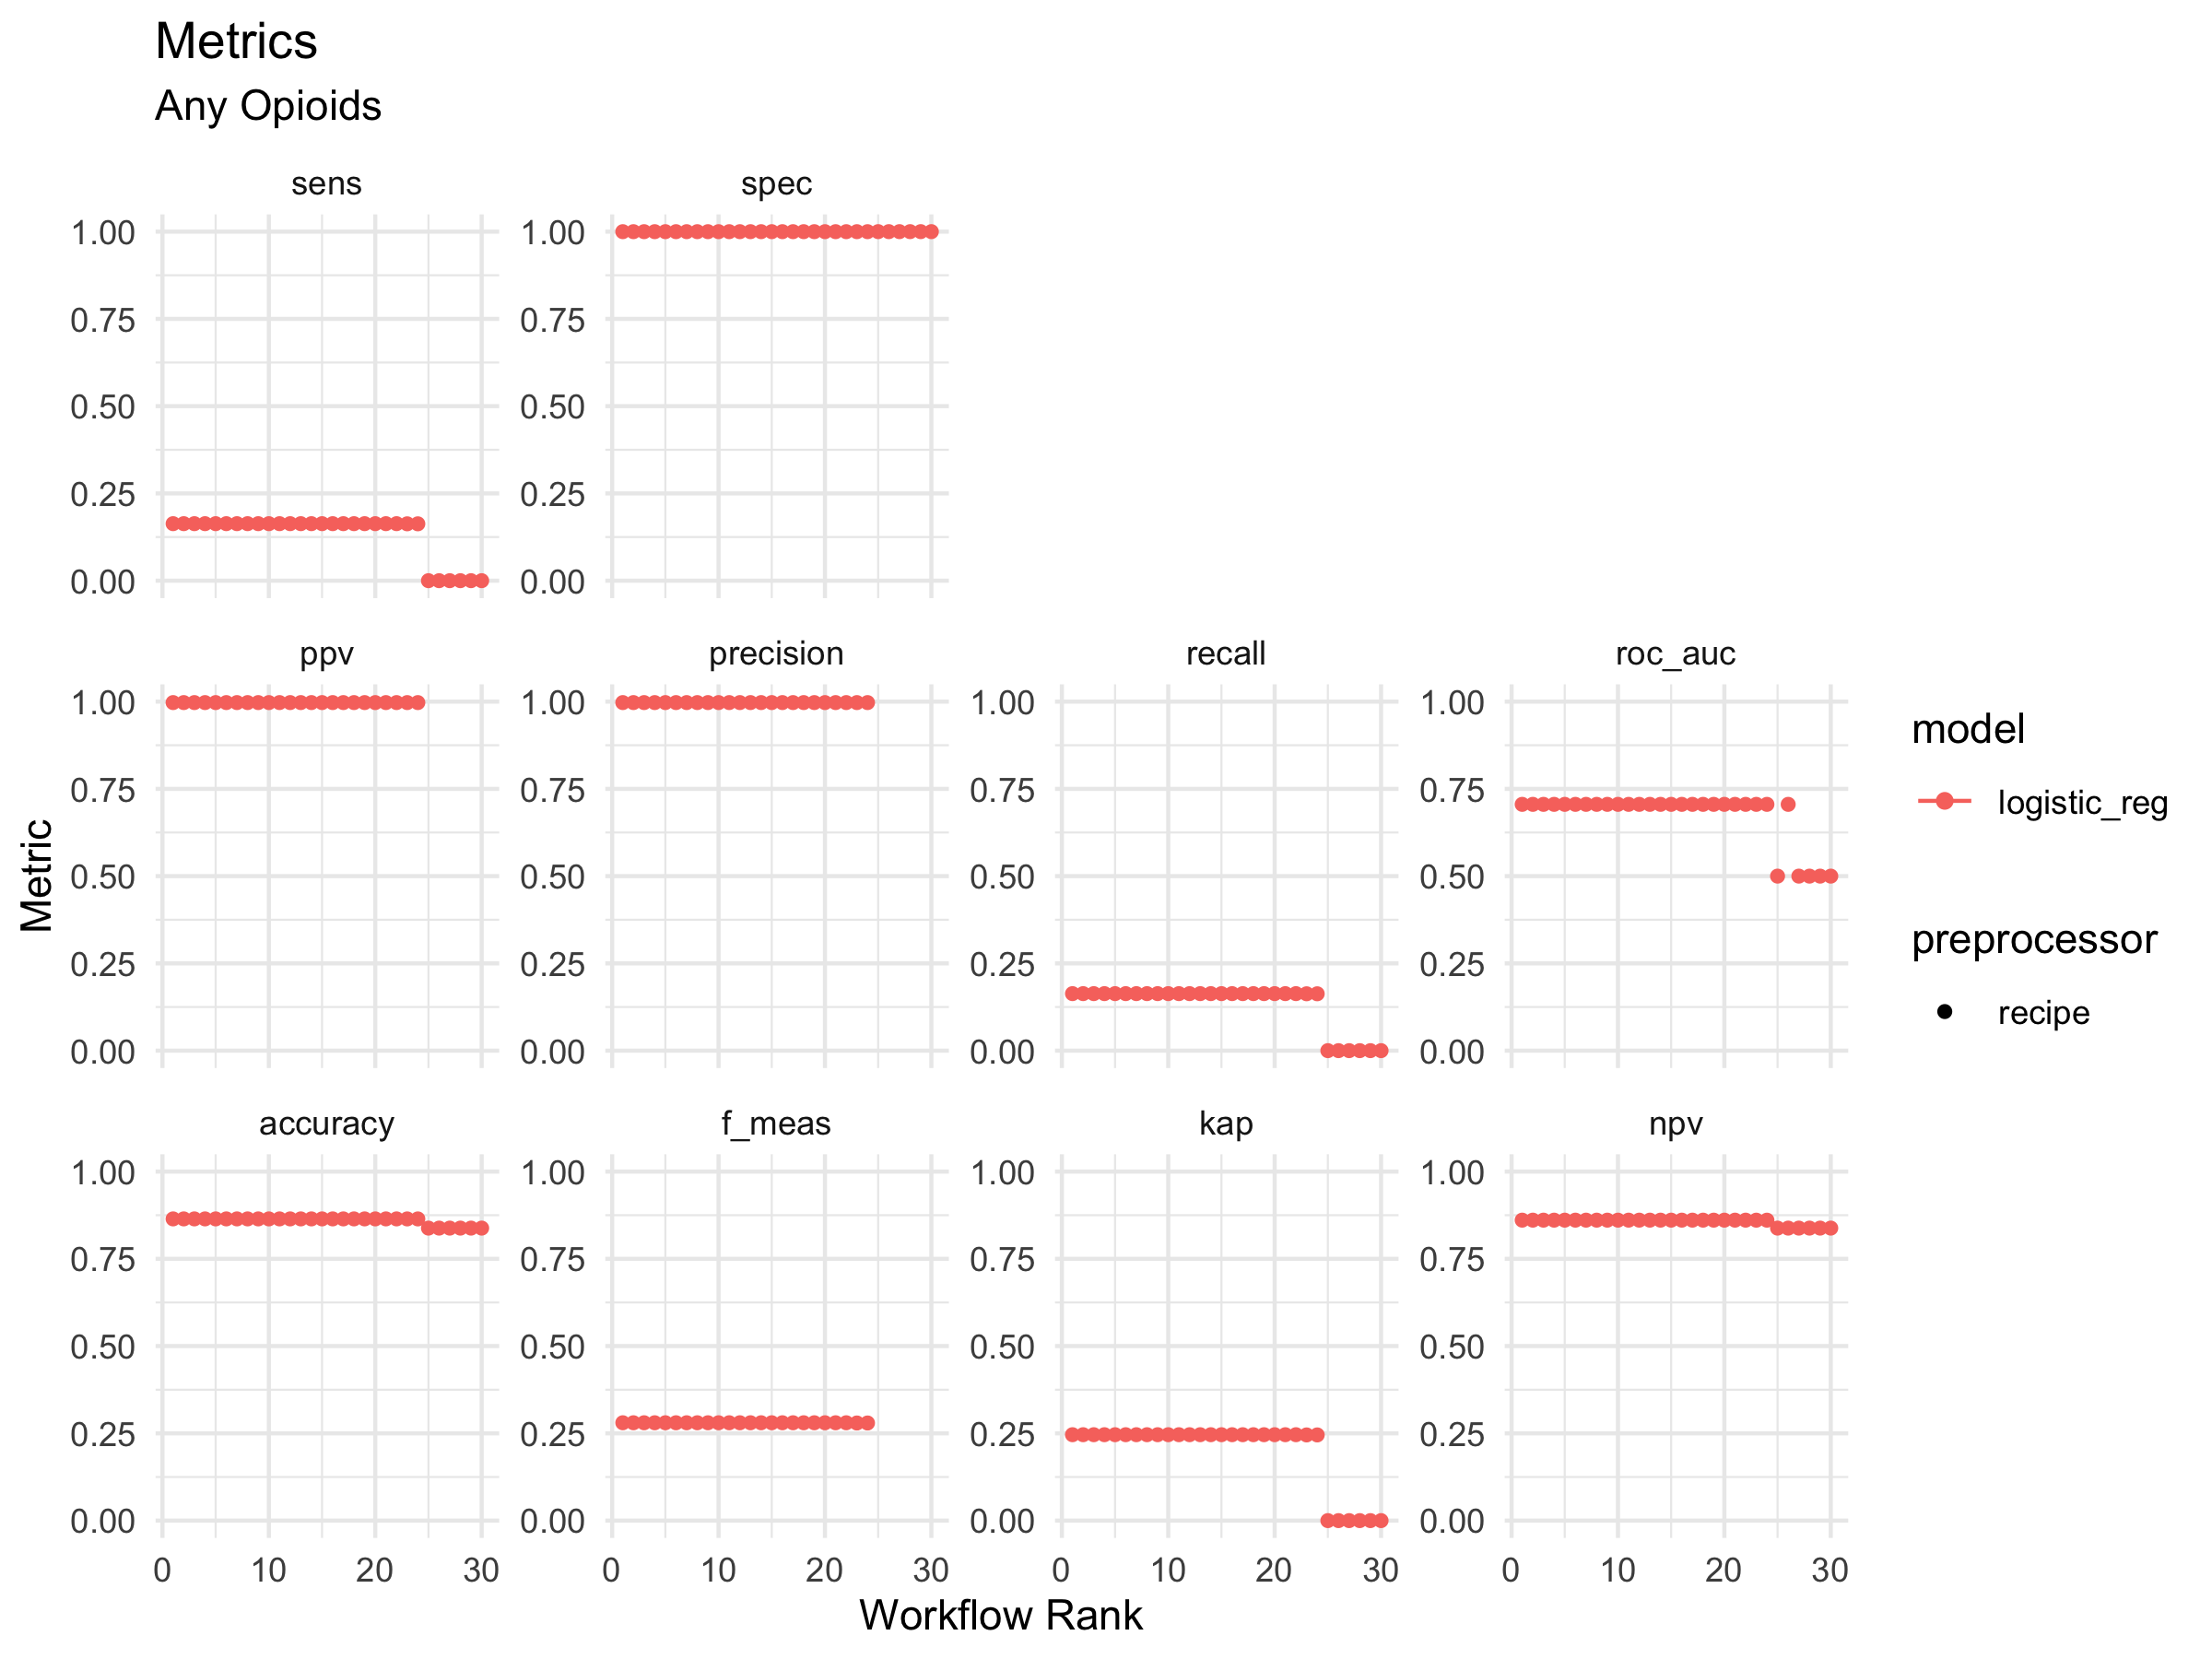 Metrics
Any Opioids
sens spec
1.00 1.00
0.75 0.75
0.50 0.50
0.25 0.25
0.00 0.00
ppv precision recall roc_auc
1.00 1.00 1.00 1.00
0.75 0.75 0.75 0.75
0.50 0.50 0.50 0.50
0.25 0.25 0.25 0.25
0.00 0.00 0.00 0.00
accuracy f_meas kap npv
1.00 1.00 1.00 1.00
0.75 0.75 0.75 0.75
0.50 0.50 0.50 0.50
0.25 0.25 0.25 0.25
0.00 0.00 0.00 0.00
0 10 20 30 0 10 20 30 0 10 20 30 0 10 20 30
Workflow Rank
Metric
model
logistic_reg
preprocessor
recipe